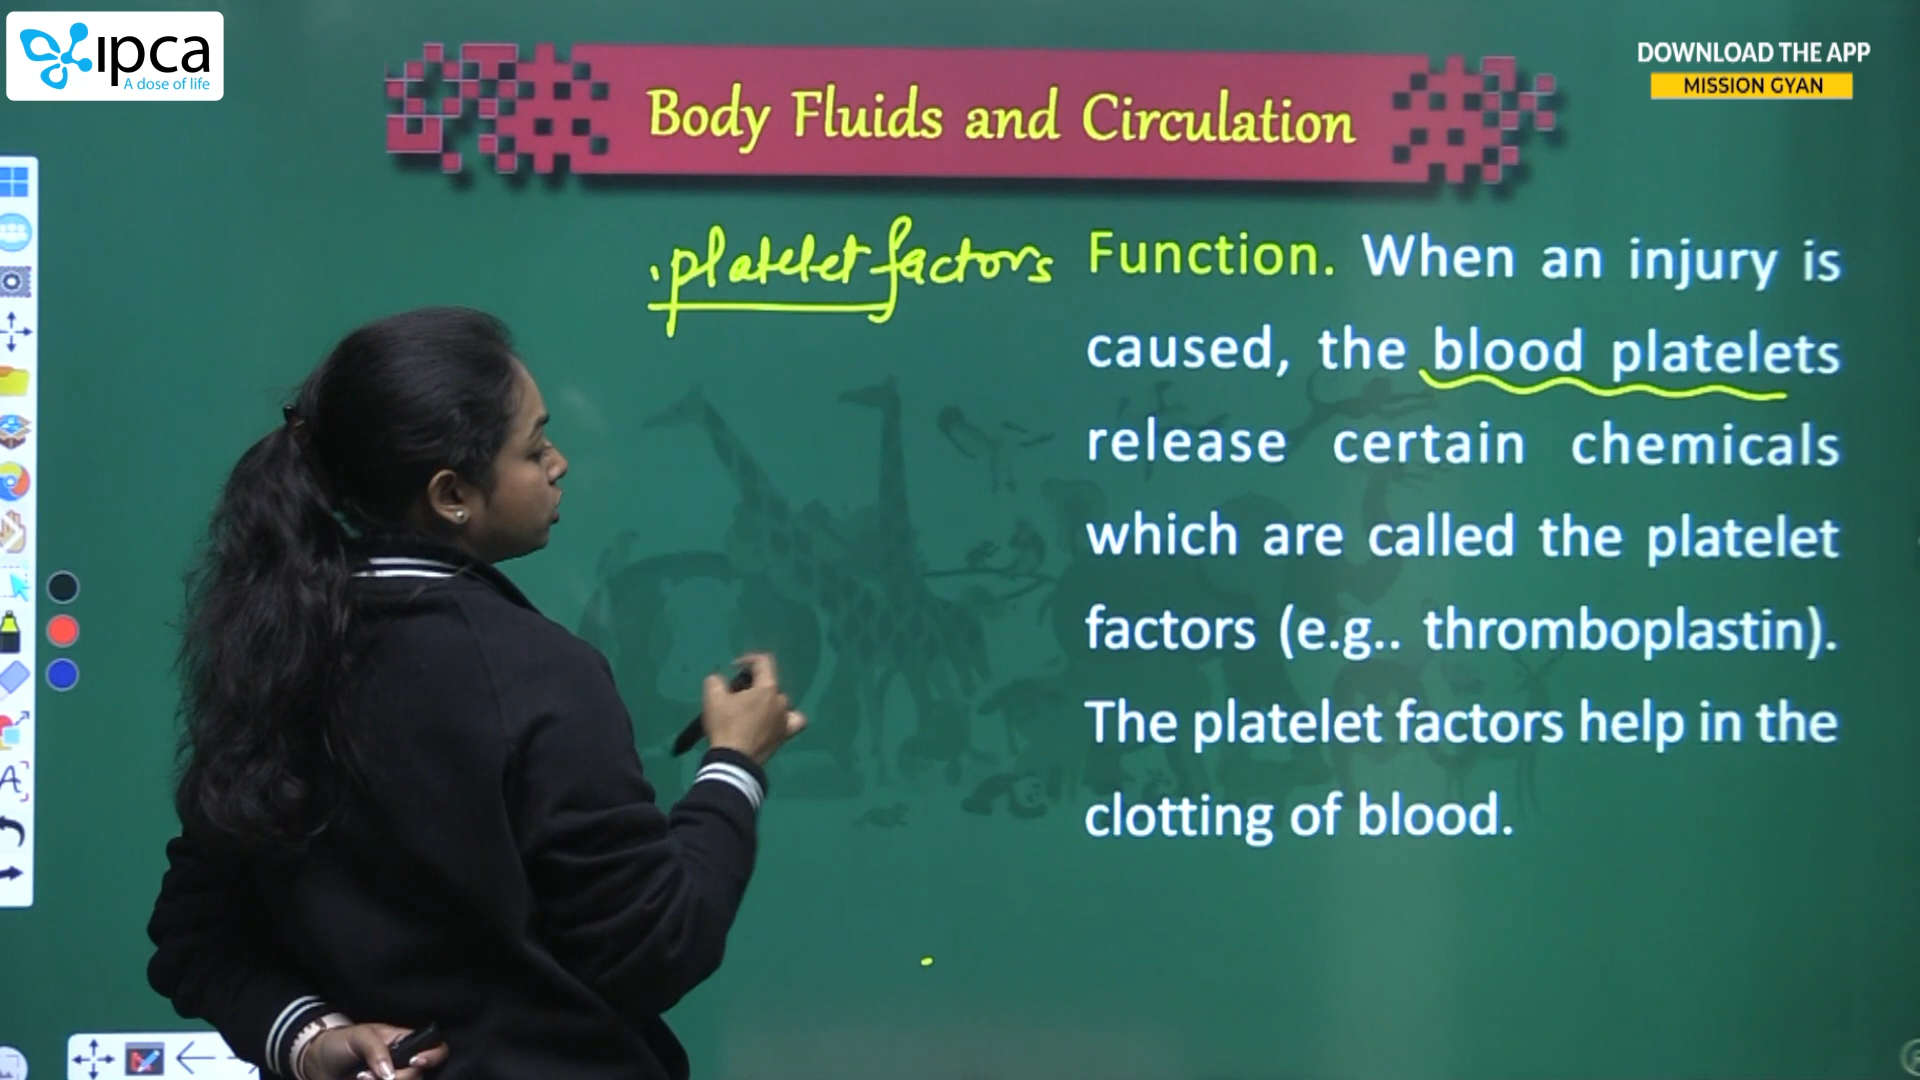 ipca
A dose of life
DOWNLOAD THE APP
MISSION GYAN
Body Fluids and Circulation
. platelet factors
Function. When an injury is
caused, the blood platelets
release certain chemicals
which are called the platelet
factors (e.g.. thromboplastin).
The platelet factors help in the
clotting of blood.